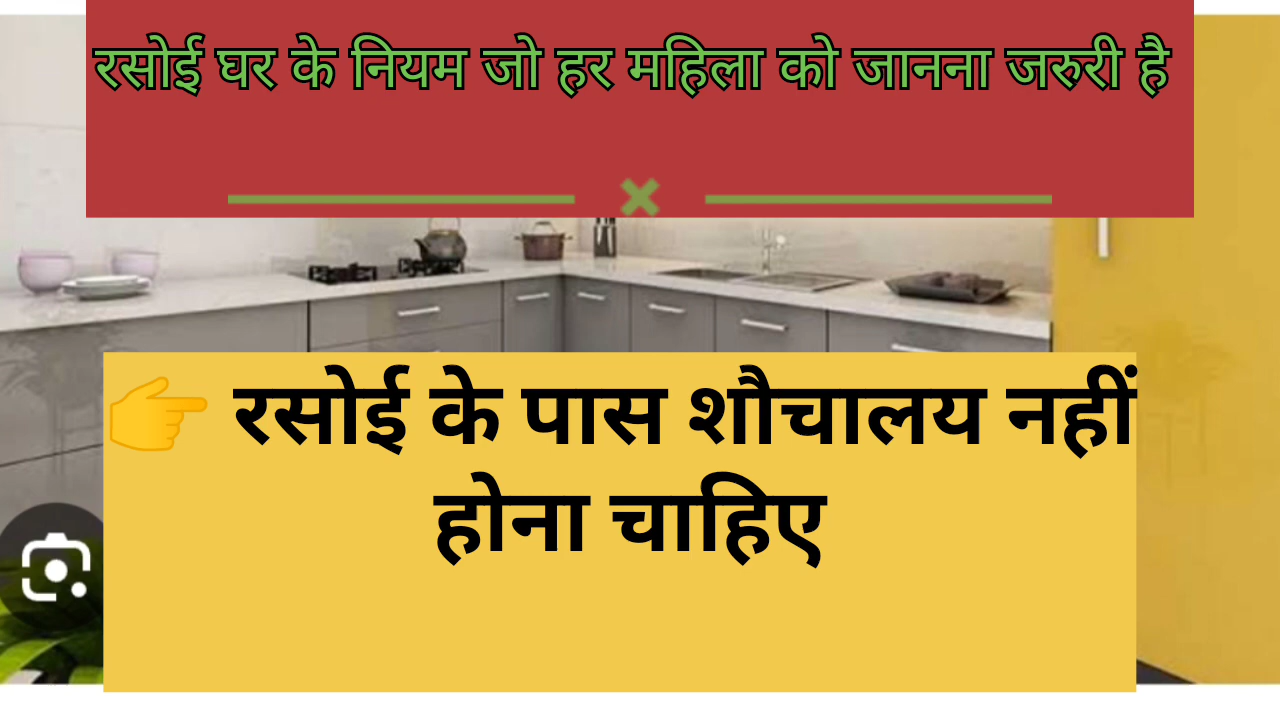 रसोई घर के नियम जो हर महिला को जानना जरुरी है
👉 रसोई के पास शौचालय नहीं
होना चाहिए